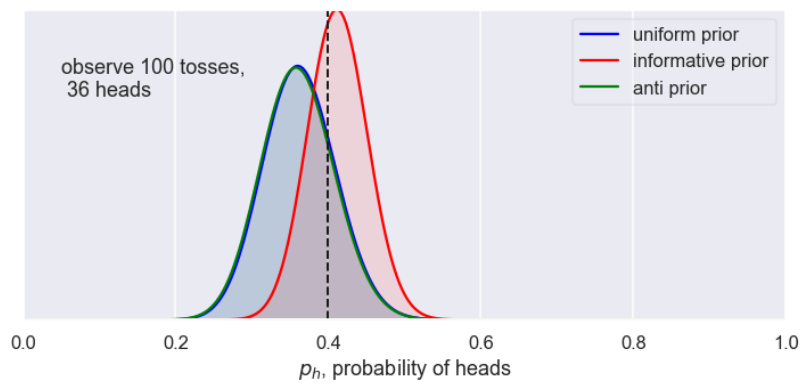 observe 100 tosses,
36 heads
uniform prior
informative prior
anti prior
0.0 0.2 0.4 0.6 0.8 1.0
p_h, probability of heads